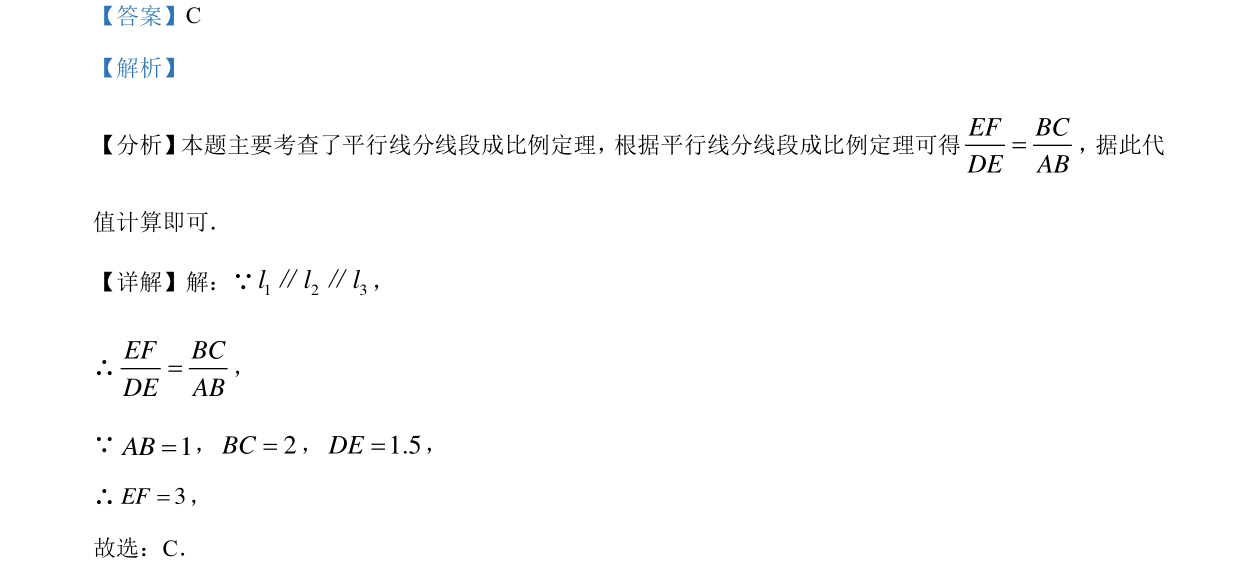 【答案】C
【解析】
【分析】本题主要考查了平行线分线段成比例定理，根据平行线分线段成比例定理可得 EF/DE = BC/AB ，据此代
值计算即可．
【详解】解：∵ l₁ // l₂ // l₃，
∴ EF/DE = BC/AB，
∵ AB = 1， BC = 2， DE = 1.5，
∴ EF = 3，
故选：C．